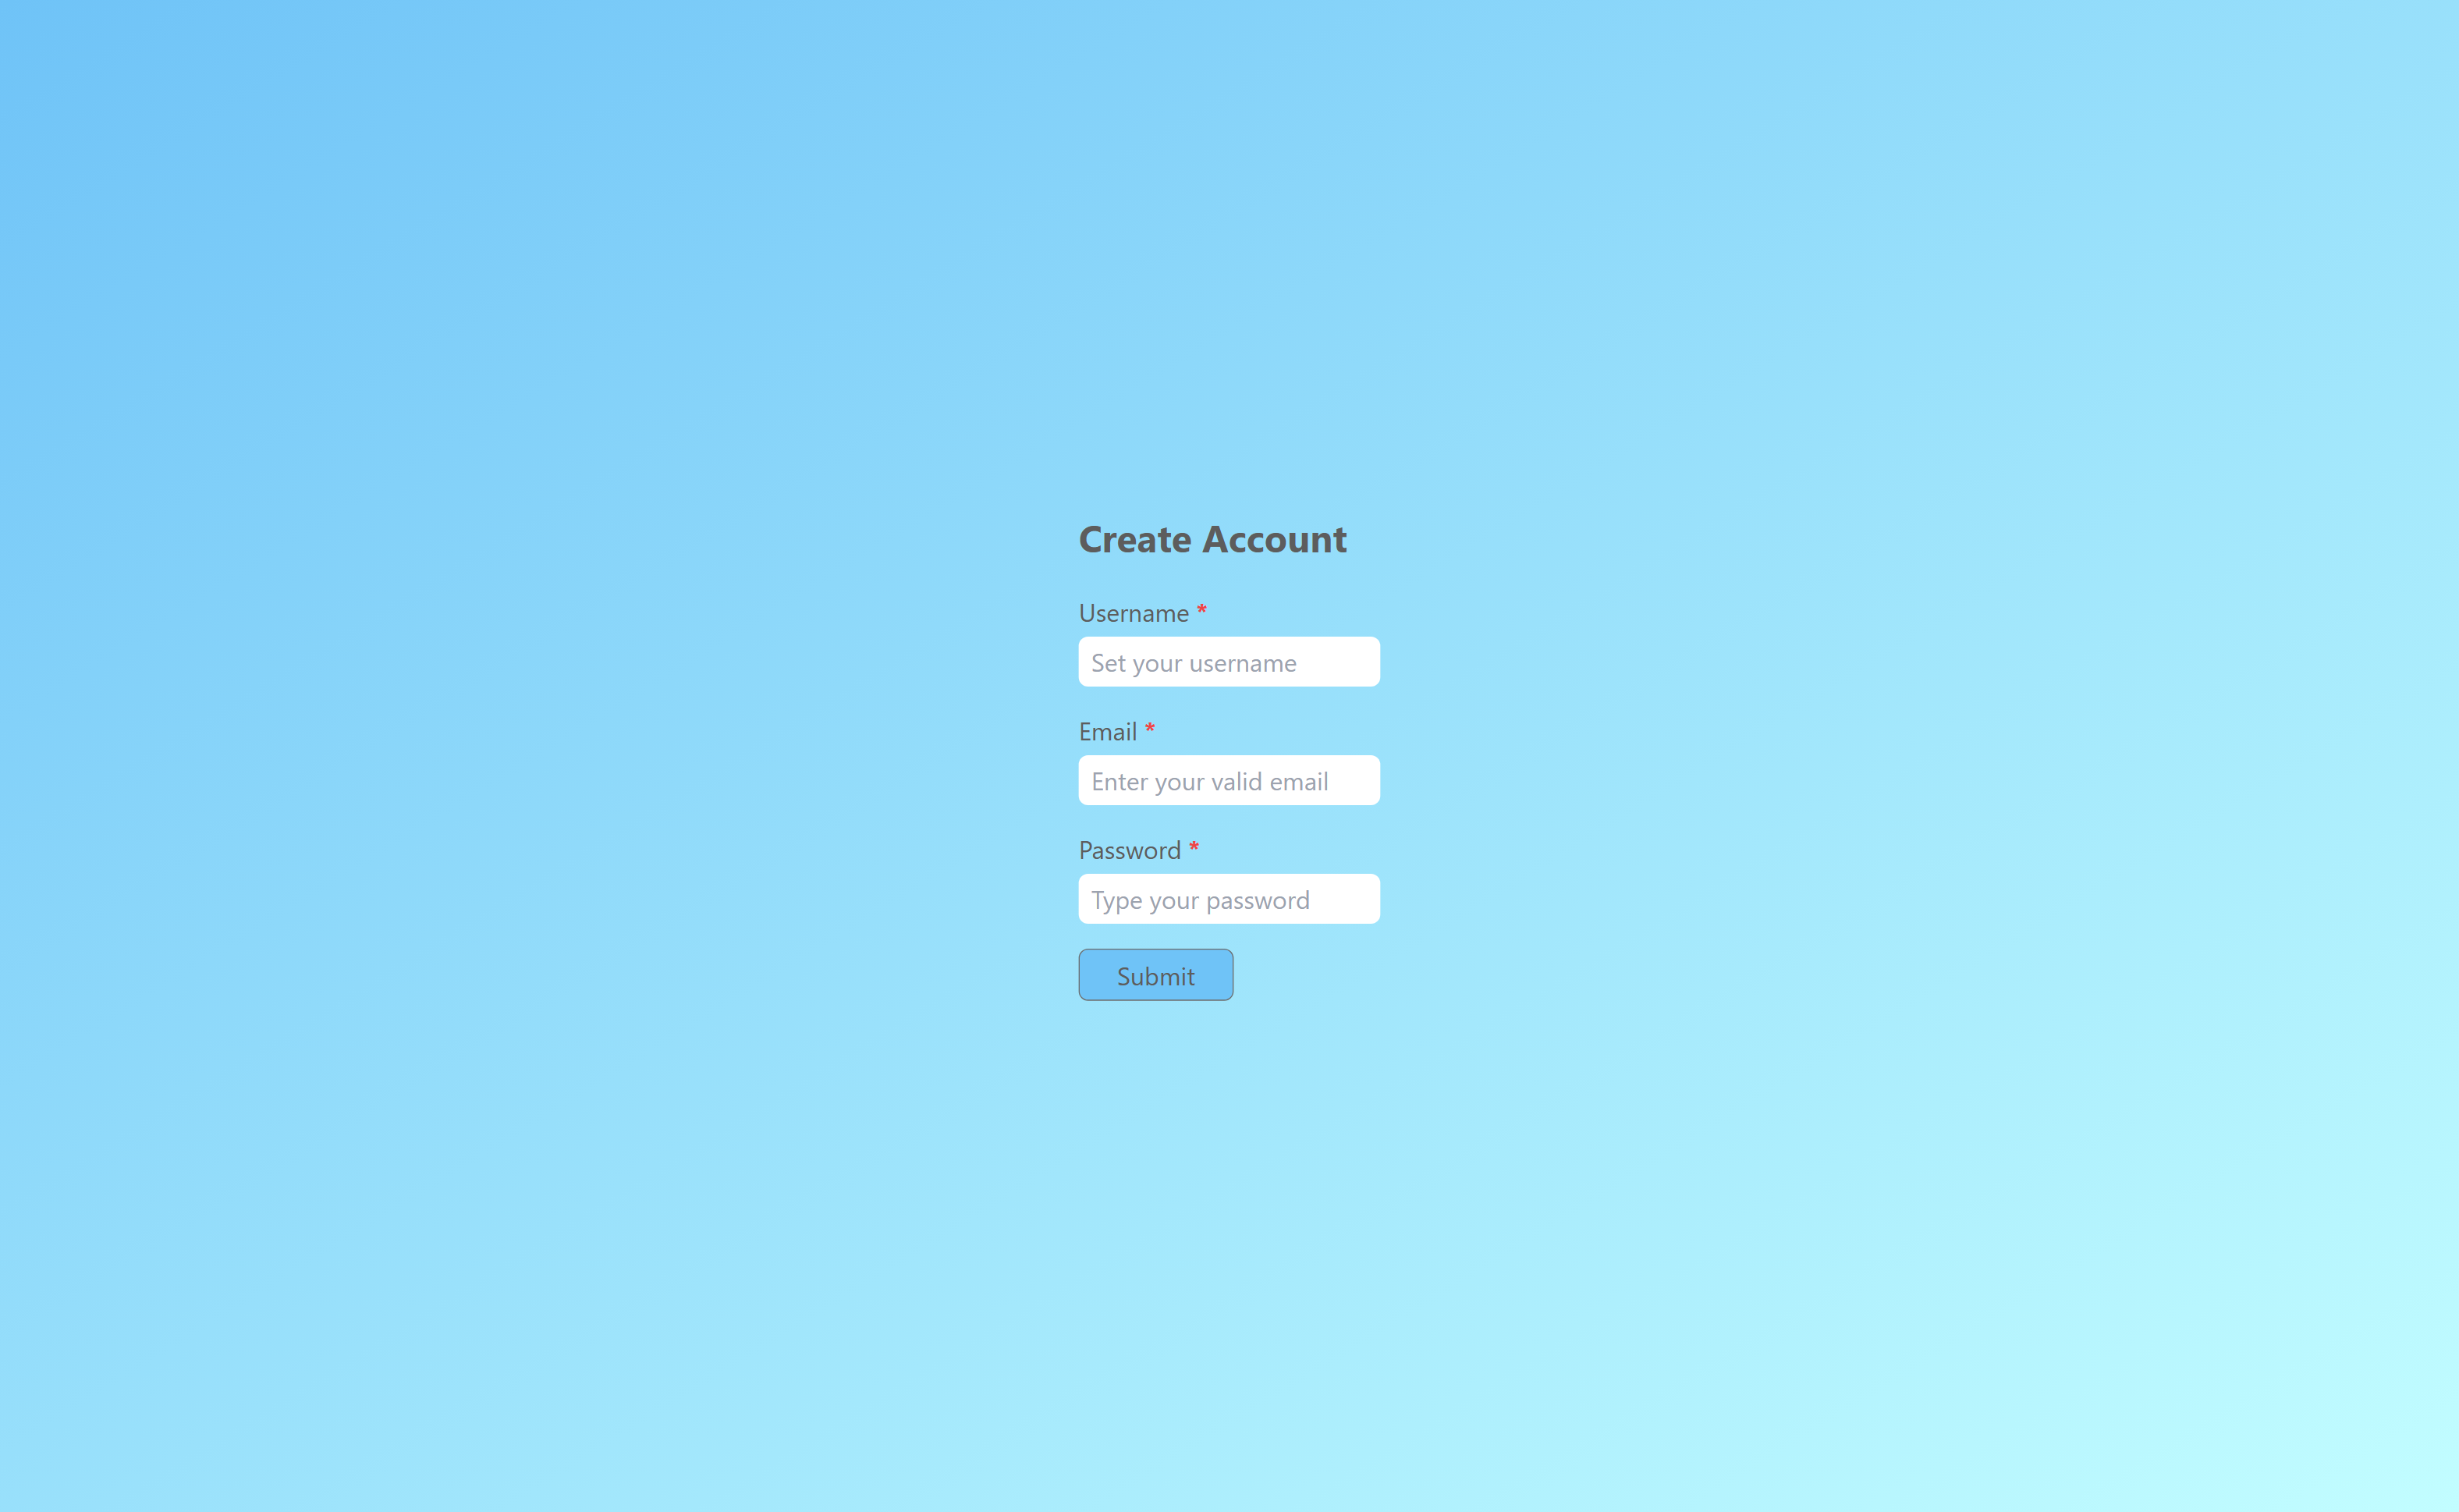 Create Account
Username *
Set your username
Email *
Enter your valid email
Password *
Type your password
Submit